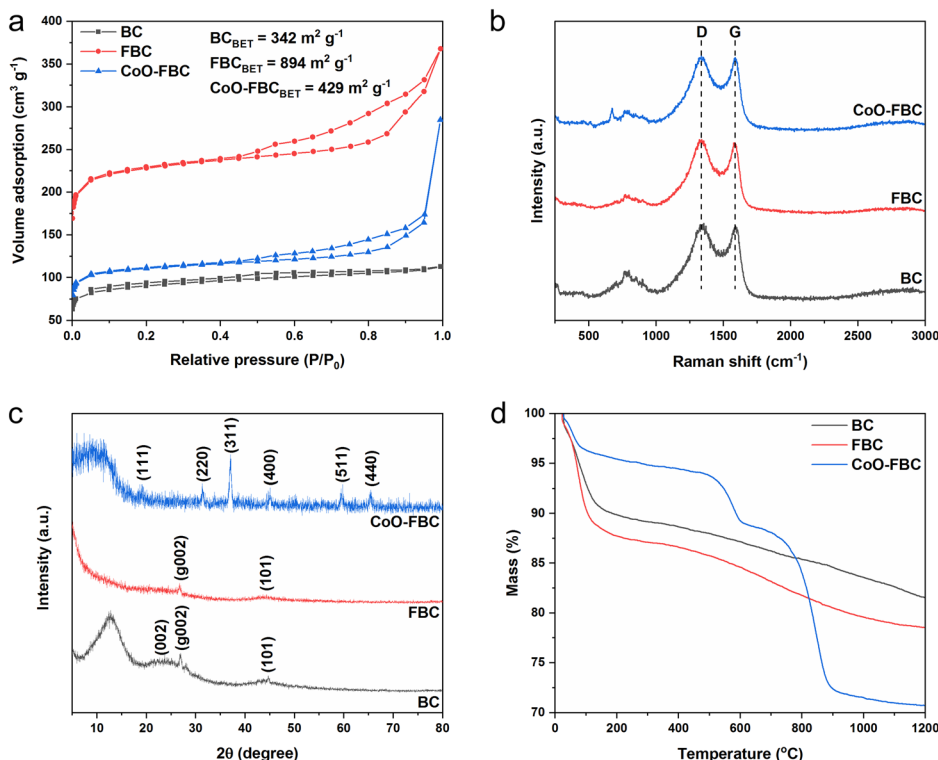 a
BC
FBC
CoO-FBC
BC_BET = 342 m² g⁻¹
FBC_BET = 894 m² g⁻¹
CoO-FBC_BET = 429 m² g⁻¹
Volume adsorption (cm³ g⁻¹)
400
350
300
250
200
150
100
50
0.0 0.2 0.4 0.6 0.8 1.0
Relative pressure (P/P₀)
b
D G
CoO-FBC
FBC
BC
Intensity (a.u.)
500 1000 1500 2000 2500 3000
Raman shift (cm⁻¹)
c
(111) (220) (311) (400) (511) (440)
CoO-FBC
(g002) (101)
FBC
(002) (g002) (101)
BC
Intensity (a.u.)
10 20 30 40 50 60 70 80
2θ (degree)
d
BC
FBC
CoO-FBC
Mass (%)
100
95
90
85
80
75
70
0 200 400 600 800 1000 1200
Temperature (°C)